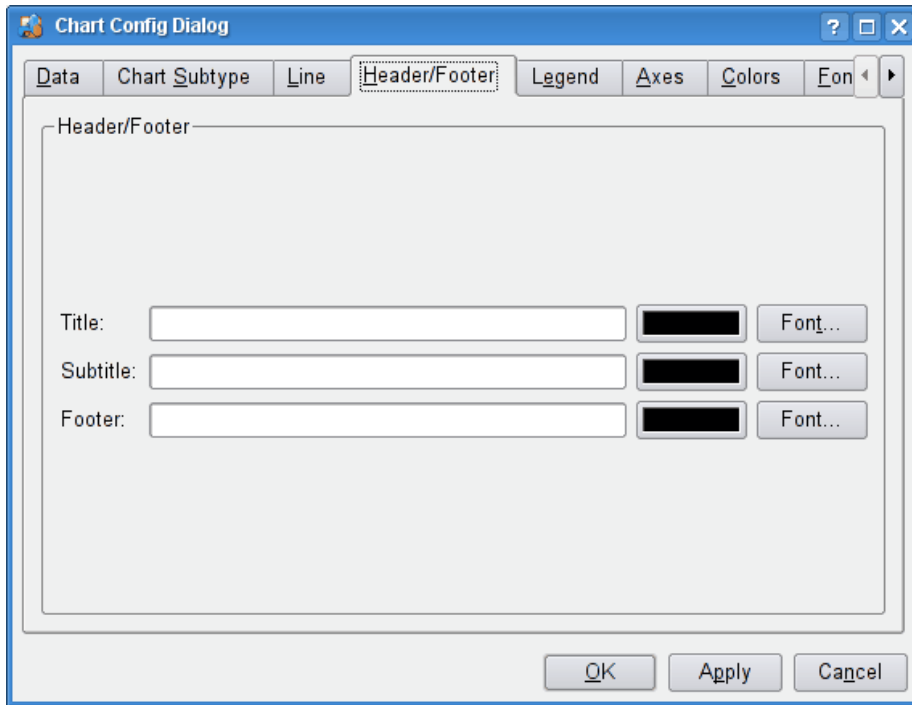 Chart Config Dialog ?
Data Chart Subtype Line Header/Footer Legend Axes Colors Fon
Header/Footer
Title: Font...
Subtitle: Font...
Footer: Font...
OK Apply Cancel